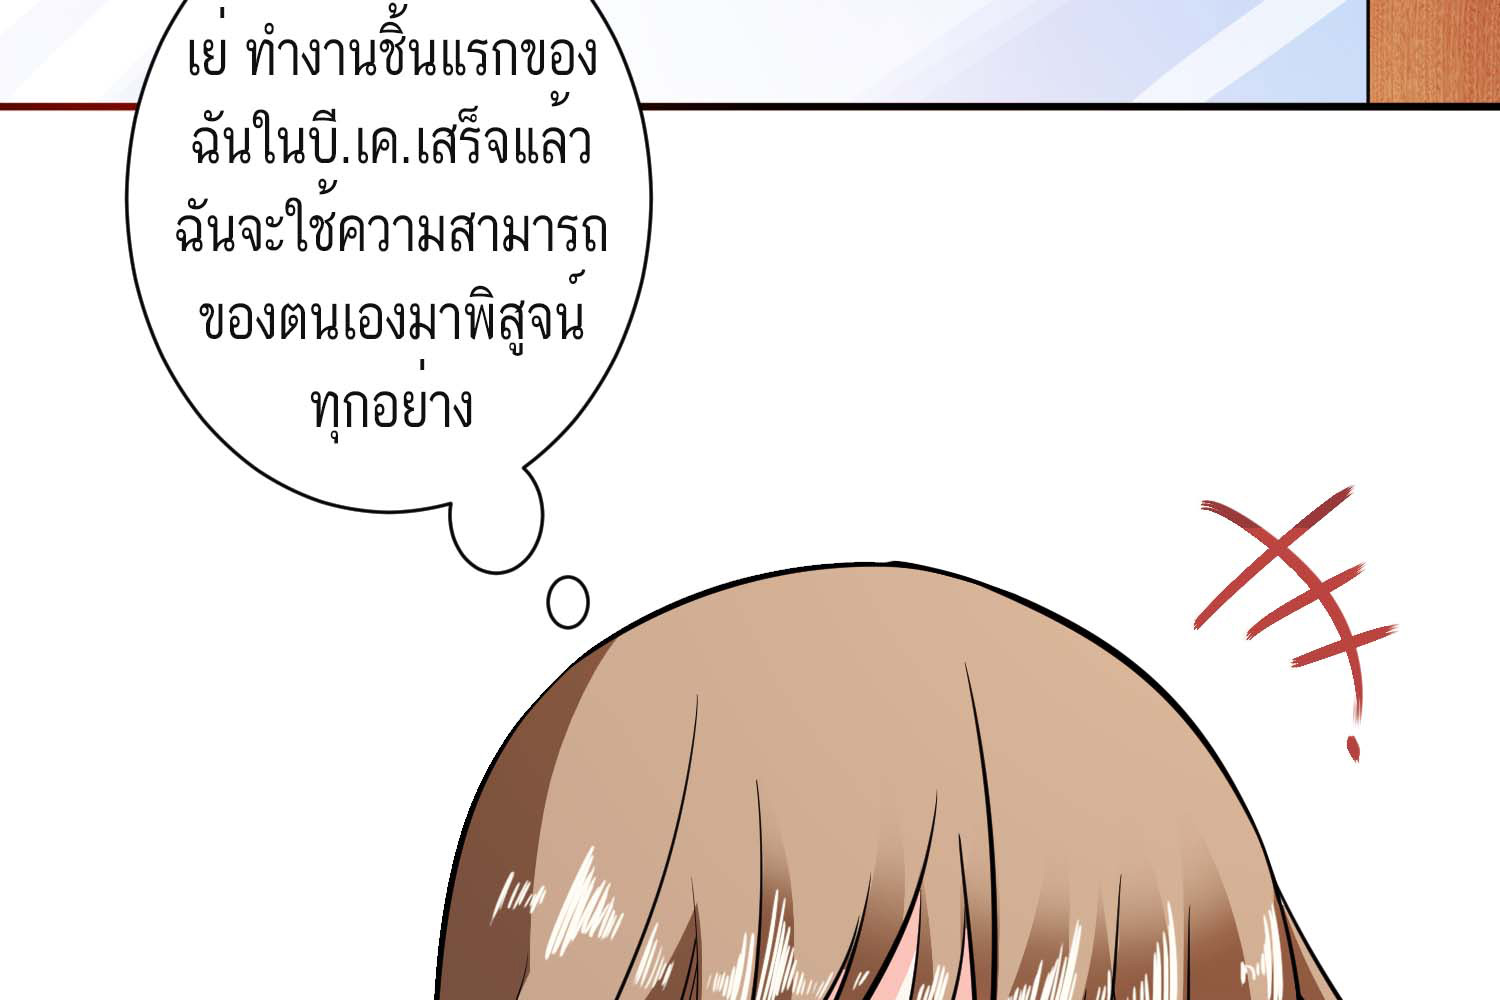 เย่ ทำงานชิ้นแรกของ
ฉันในบี.เค.เสร็จแล้ว
ฉันจะใช้ความสามารถ
ของตนเองมาพิสูจน์
ทุกอย่าง